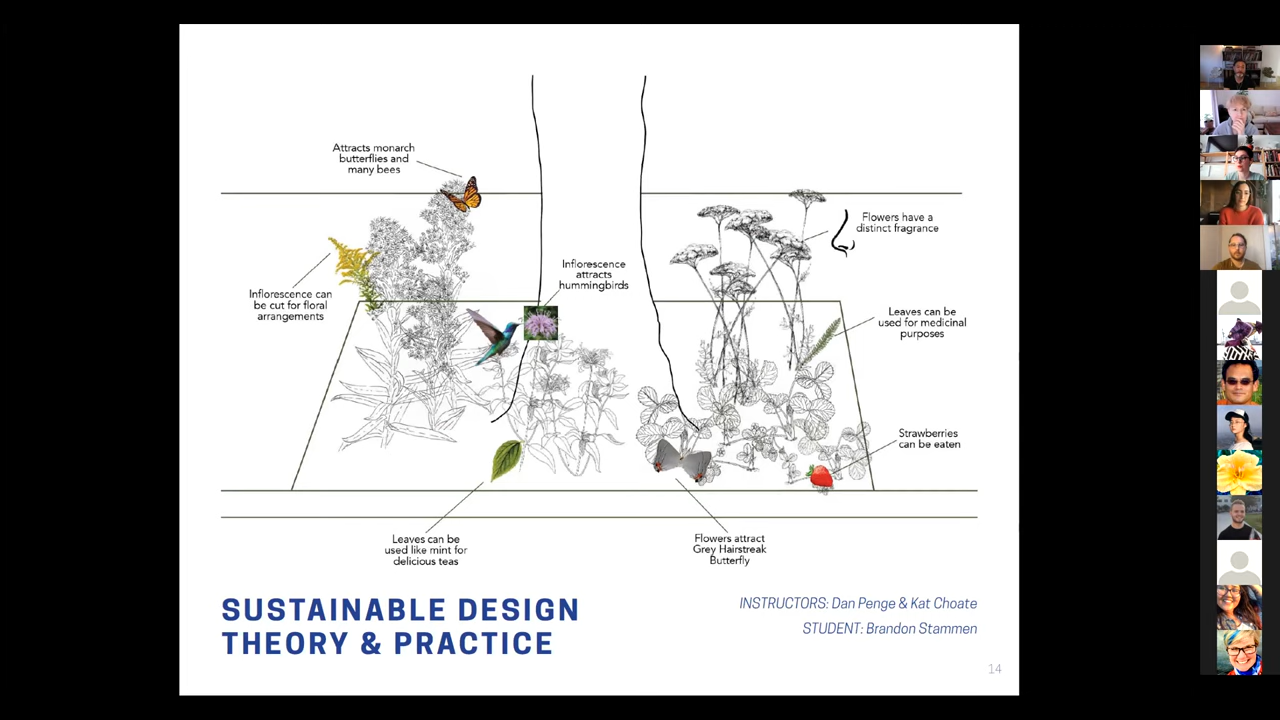 Attracts monarch
butterflies and
many bees
Flowers have a
distinct fragrance
Inflorescence
attracts
hummingbirds
Inflorescence can
be cut for floral
arrangements
Leaves can be
used for medicinal
purposes
Strawberries
can be eaten
Leaves can be
used like mint for
delicious teas
Flowers attract
Grey Hairstreak
Butterfly
SUSTAINABLE DESIGN
THEORY & PRACTICE
INSTRUCTORS: Dan Penge & Kat Choate
STUDENT: Brandon Stammen
14